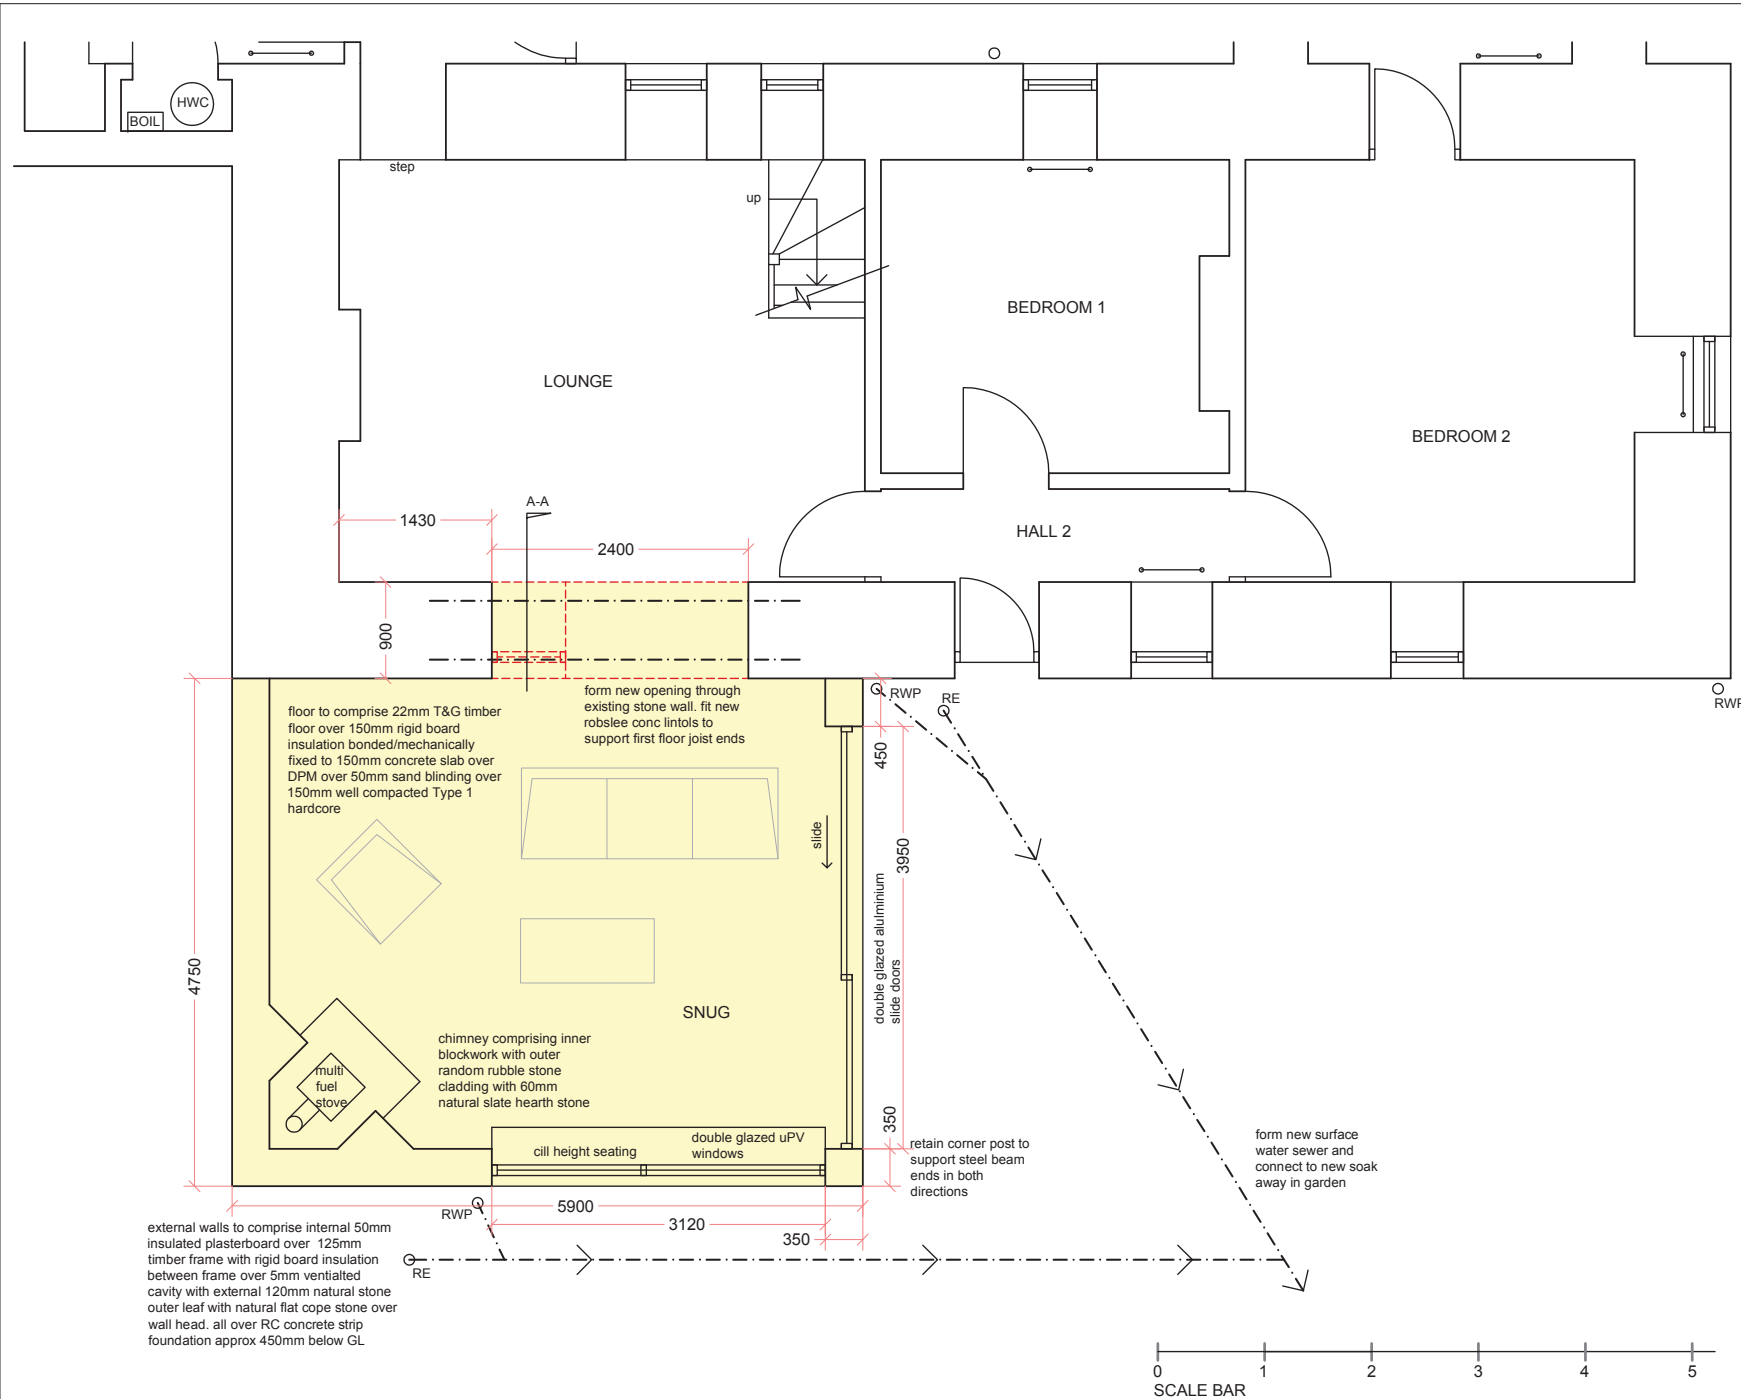 HWC
BOIL
step
up
BEDROOM 1
LOUNGE
BEDROOM 2
A-A
1430
2400
HALL 2
900
form new opening through
existing stone wall. fit new
robslee conc lintols to
support first floor joist ends
RWP
RE
RWP
floor to comprise 22mm T&G timber
floor over 150mm rigid board
insulation bonded/mechanically
fixed to 150mm concrete slab over
DPM over 50mm sand blinding over
150mm well compacted Type 1
hardcore
450
slide
3950
double glazed alulminium
slide doors
4750
SNUG
chimney comprising inner
blockwork with outer
random rubble stone
cladding with 60mm
natural slate hearth stone
multi
fuel
stove
350
cill height seating
double glazed uPV
windows
retain corner post to
support steel beam
ends in both
directions
form new surface
water sewer and
connect to new soak
away in garden
5900
RWP
3120
350
RE
external walls to comprise internal 50mm
insulated plasterboard over 125mm
timber frame with rigid board insulation
between frame over 5mm ventialted
cavity with external 120mm natural stone
outer leaf with natural flat cope stone over
wall head. all over RC concrete strip
foundation approx 450mm below GL
0 1 2 3 4 5
SCALE BAR